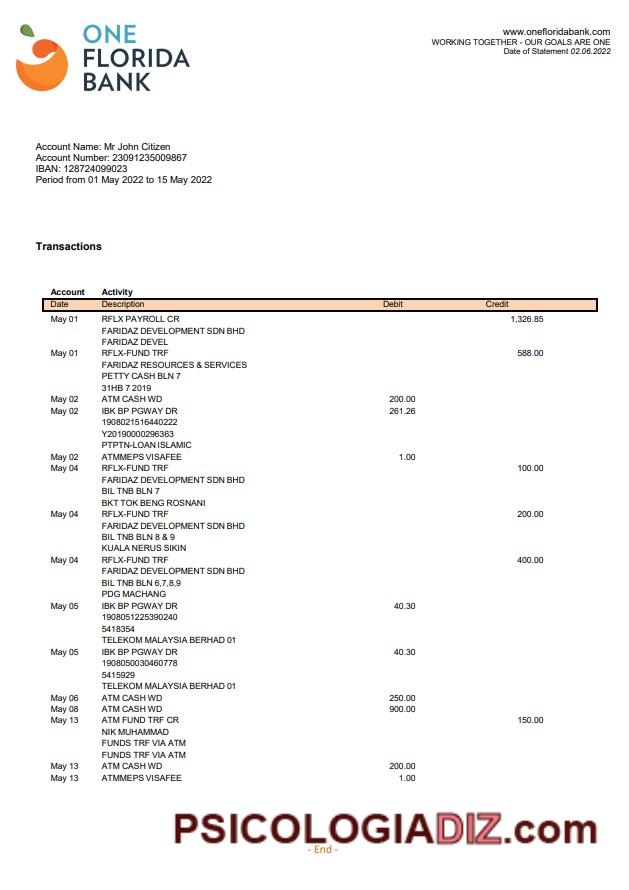 ONE
FLORIDA
BANK
www.onefloridabank.com
WORKING TOGETHER - OUR GOALS ARE ONE
Date of Statement 02.06.2022
Account Name: Mr John Citizen
Account Number: 23091235009867
IBAN: 128724099023
Period from 01 May 2022 to 15 May 2022
Transactions
Account Activity
Date Description Debit Credit
May 01 RFLX PAYROLL CR 1,326.85
FARIDAZ DEVELOPMENT SDN BHD
FARIDAZ DEVEL
May 01 RFLX-FUND TRF 588.00
FARIDAZ RESOURCES & SERVICES
PETTY CASH BLN 7
31HB 7 2019
May 02 ATM CASH WD 200.00
May 02 IBK BP PGWAY DR 261.26
1908021516440222
Y20190000296363
PTPTN-LOAN ISLAMIC
May 02 ATMMEPS VISAFEE 1.00
May 04 RFLX-FUND TRF 100.00
FARIDAZ DEVELOPMENT SDN BHD
BIL TNB BLN 7
BKT TOK BENG ROSNANI
May 04 RFLX-FUND TRF 200.00
FARIDAZ DEVELOPMENT SDN BHD
BIL TNB BLN 8 & 9
KUALA NERUS SIKIN
May 04 RFLX-FUND TRF 400.00
FARIDAZ DEVELOPMENT SDN BHD
BIL TNB BLN 6,7,8,9
PDG MACHANG
May 05 IBK BP PGWAY DR 40.30
1908051225390240
5418354
TELEKOM MALAYSIA BERHAD 01
May 05 IBK BP PGWAY DR 40.30
1908050030460778
5415929
TELEKOM MALAYSIA BERHAD 01
May 06 ATM CASH WD 250.00
May 08 ATM CASH WD 900.00
May 13 ATM FUND TRF CR 150.00
NIK MUHAMMAD
FUNDS TRF VIA ATM
FUNDS TRF VIA ATM
May 13 ATM CASH WD 200.00
May 13 ATMMEPS VISAFEE 1.00
PSICOLOGIADIZ.com
- End -